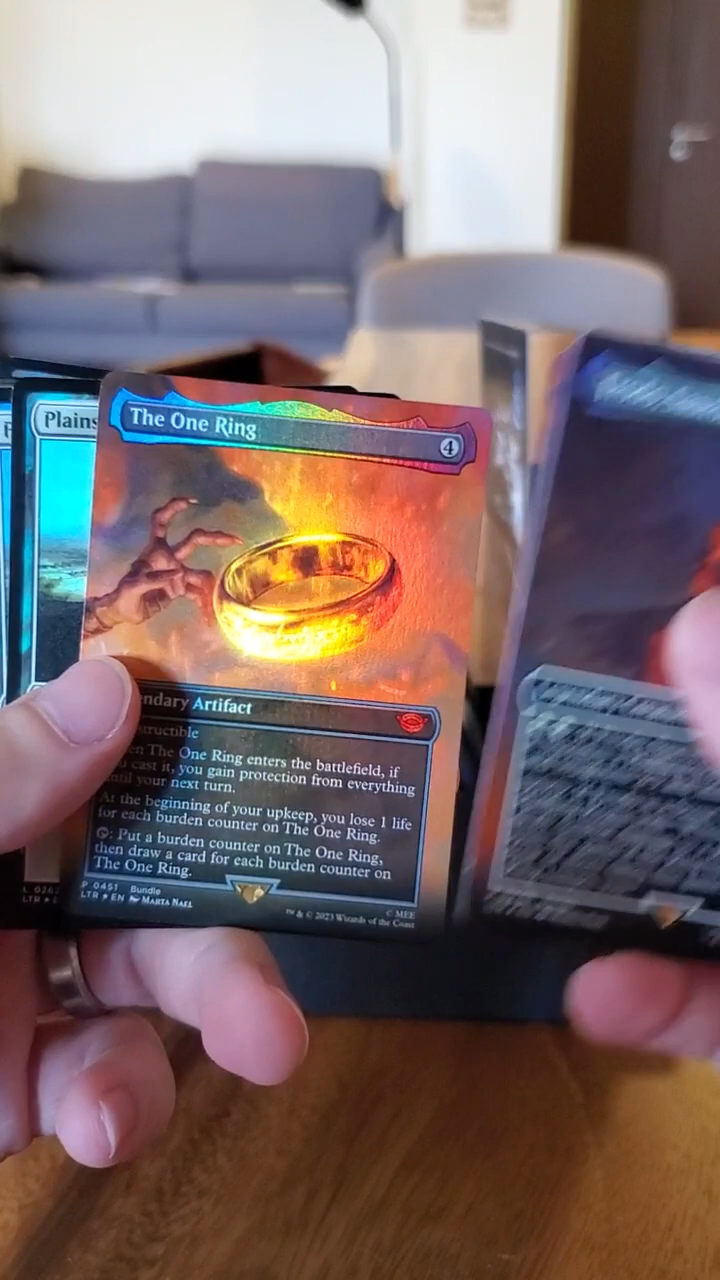 Plains
The One Ring
4
ndary Artifact
structible
en The One Ring enters the battlefield, if
cast it, you gain protection from everything
ntil your next turn.
At the beginning of your upkeep, you lose 1 life
for each burden counter on The One Ring.
: Put a burden counter on The One Ring,
then draw a card for each burden counter on
The One Ring.
P 0451 Bundle
LTR ★ EN MARTA NAEL
© MEE
™ & © 2023 Wizards of the Coast
L 0262
LTR ★